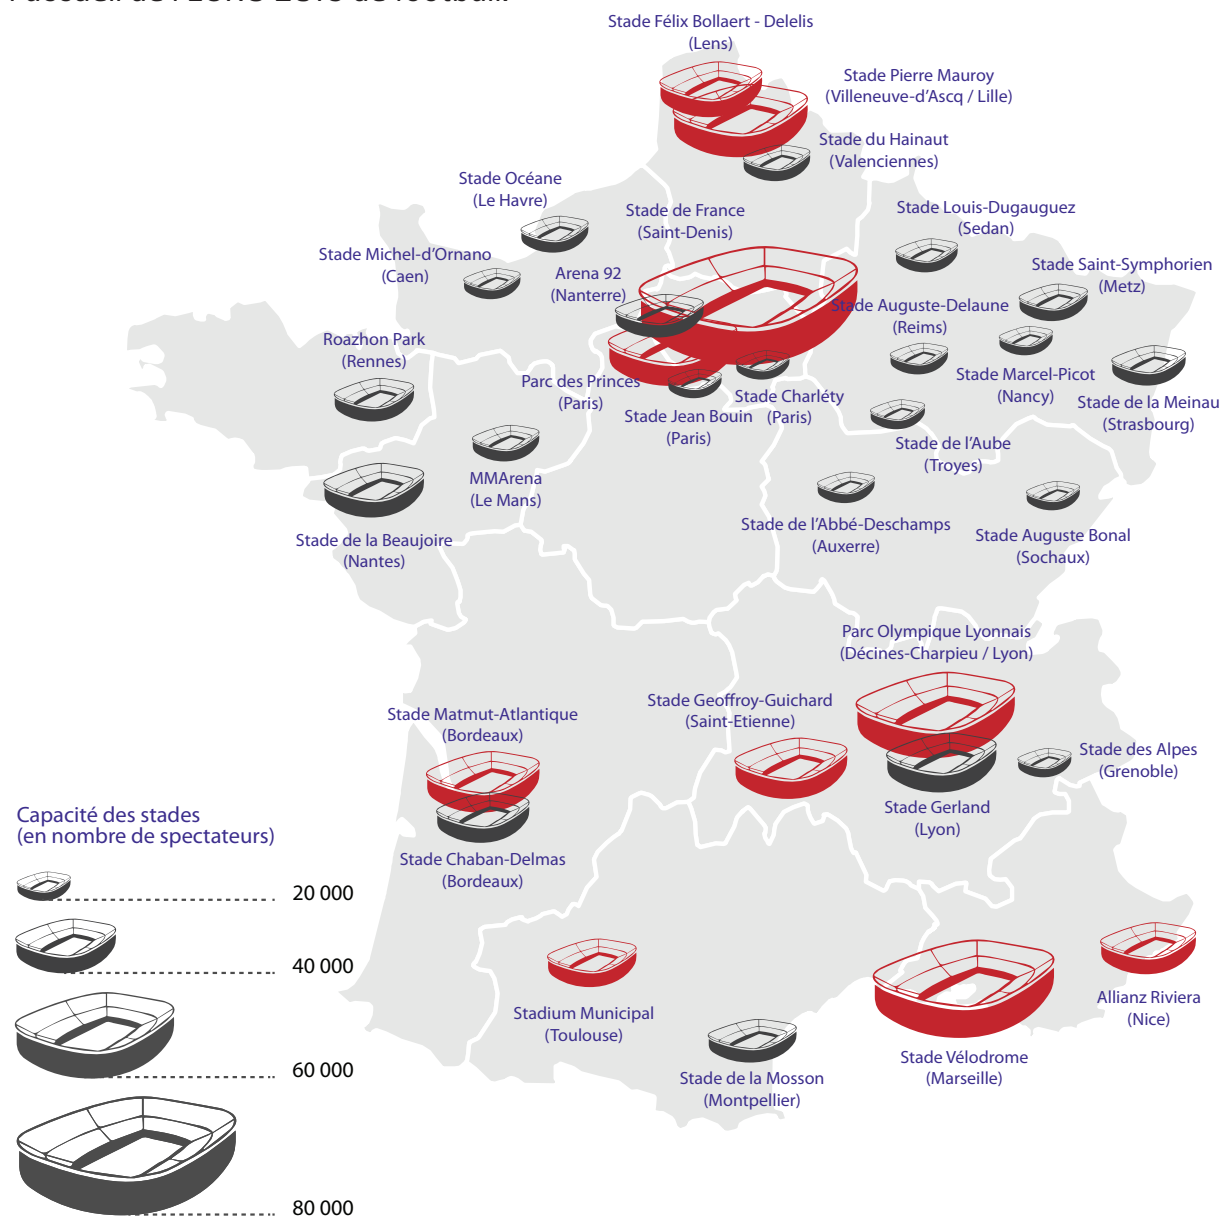 Stade Félix Bollaert - Delelis
(Lens)
Stade Pierre Mauroy
(Villeneuve-d'Ascq / Lille)
Stade du Hainaut
(Valenciennes)
Stade Océane
(Le Havre)
Stade de France
(Saint-Denis)
Stade Louis-Dugauguez
(Sedan)
Stade Michel-d'Ornano
(Caen)
Arena 92
(Nanterre)
Stade Saint-Symphorien
(Metz)
Stade Auguste-Delaune
(Reims)
Roazhon Park
(Rennes)
Parc des Princes
(Paris)
Stade Jean Bouin
(Paris)
Stade Charléty
(Paris)
Stade Marcel-Picot
(Nancy)
Stade de la Meinau
(Strasbourg)
Stade de l'Aube
(Troyes)
MMArena
(Le Mans)
Stade de la Beaujoire
(Nantes)
Stade de l'Abbé-Deschamps
(Auxerre)
Stade Auguste Bonal
(Sochaux)
Parc Olympique Lyonnais
(Décines-Charpieu / Lyon)
Stade Geoffroy-Guichard
(Saint-Etienne)
Stade Matmut-Atlantique
(Bordeaux)
Stade des Alpes
(Grenoble)
Stade Gerland
(Lyon)
Stade Chaban-Delmas
(Bordeaux)
Stadium Municipal
(Toulouse)
Allianz Riviera
(Nice)
Stade Vélodrome
(Marseille)
Stade de la Mosson
(Montpellier)
Capacité des stades
(en nombre de spectateurs)
20 000
40 000
60 000
80 000